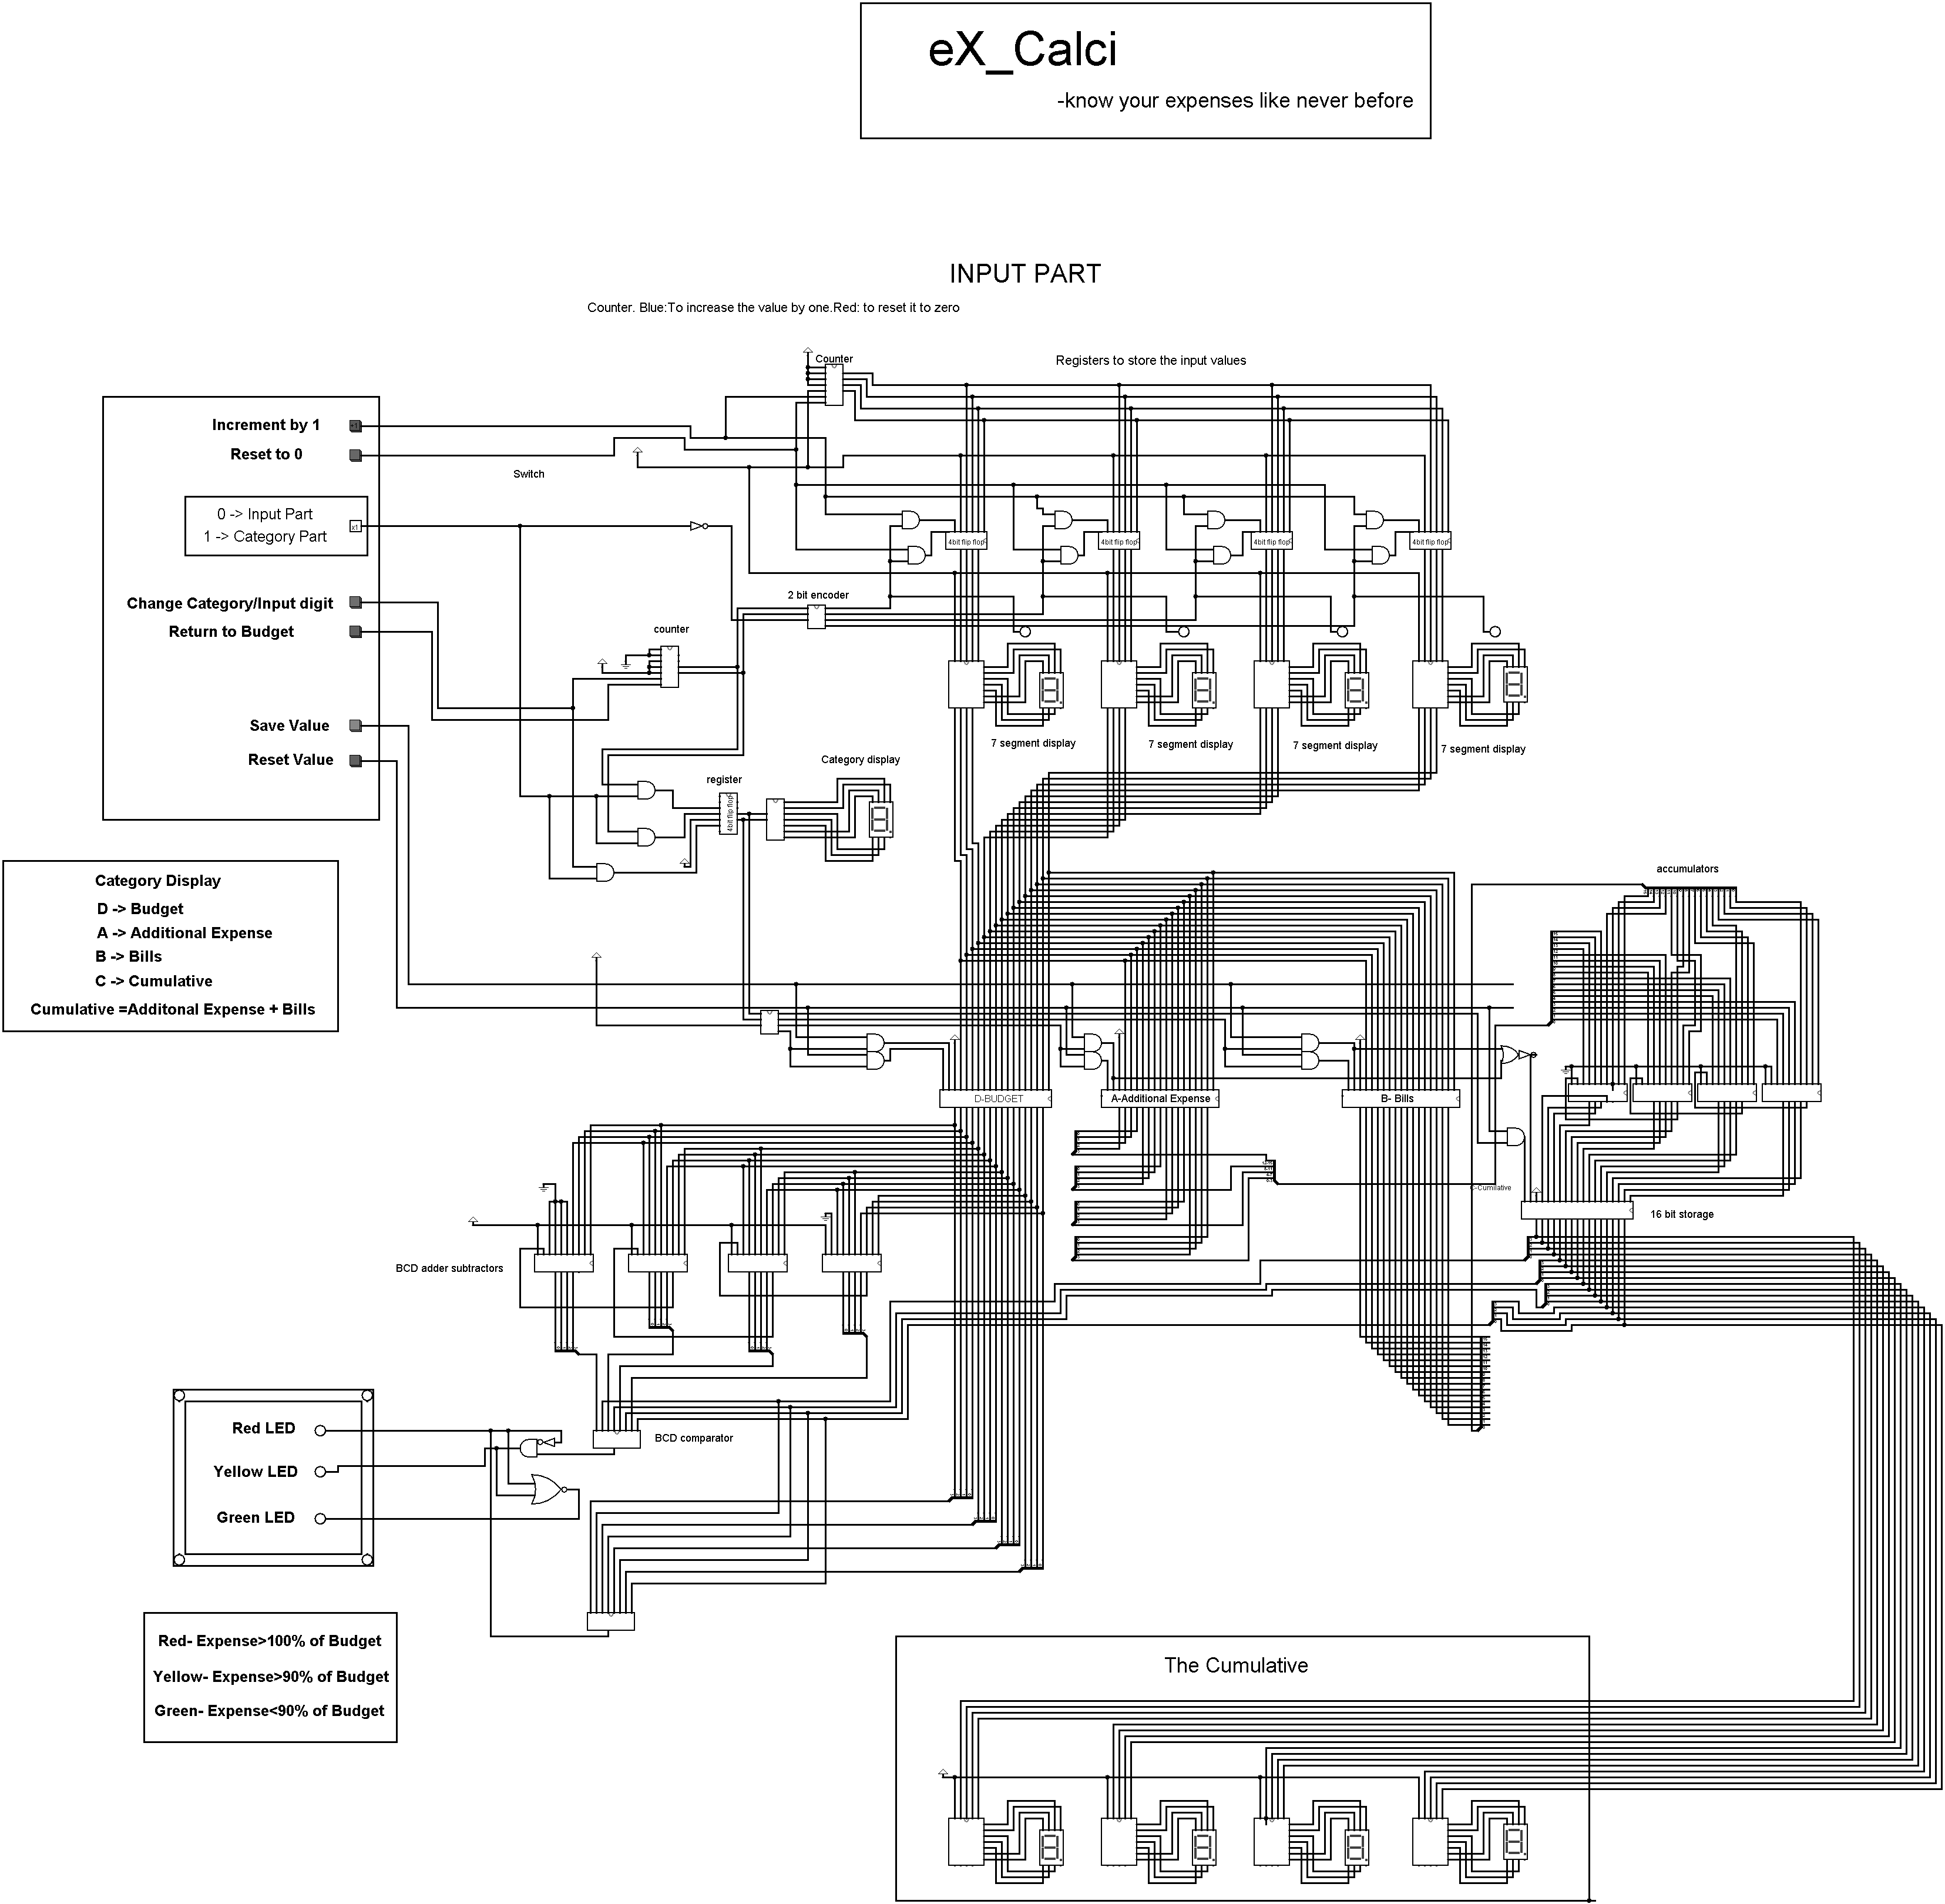 eX_Calci
-know your expenses like never before
INPUT PART
Counter. Blue:To increase the value by one.Red: to reset it to zero
Counter
Registers to store the input values
Increment by 1
Reset to 0
Switch
0 -> Input Part
1 -> Category Part
x1
4bit flip flop
4bit flip flop
4bit flip flop
4bit flip flop
Change Category/Input digit
Return to Budget
2 bit encoder
counter
Save Value
Reset Value
7 segment display
7 segment display
7 segment display
7 segment display
Category display
register
4bit flip flop
Category Display
D -> Budget
A -> Additional Expense
B -> Bills
C -> Cumulative
Cumulative =Additonal Expense + Bills
accumulators
D-BUDGET
A-Additional Expense
B- Bills
C-Cumilative
16 bit storage
BCD adder subtractors
BCD comparator
Red LED
Yellow LED
Green LED
Red- Expense>100% of Budget
Yellow- Expense>90% of Budget
Green- Expense<90% of Budget
The Cumulative